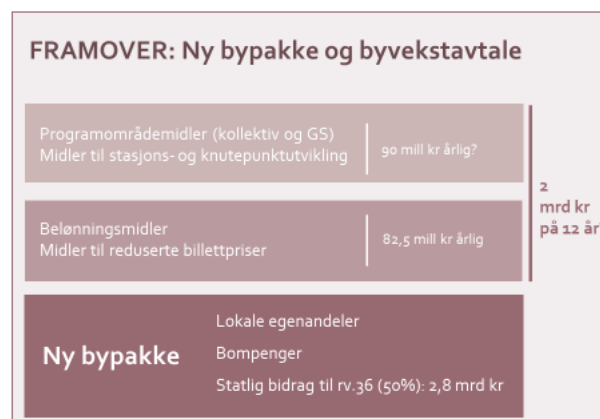 FRAMOVER: Ny bypakke og byvekstavtale
Programområdemidler (kollektiv og GS)
Midler til stasjons- og knutepunktutvikling
90 mill kr årlig?
Belønningsmidler
Midler til reduserte billettpriser
82,5 mill kr årlig
2
mrd kr
på 12 år
Ny bypakke
Lokale egenandeler
Bompenger
Statlig bidrag til rv.36 (50%): 2,8 mrd kr